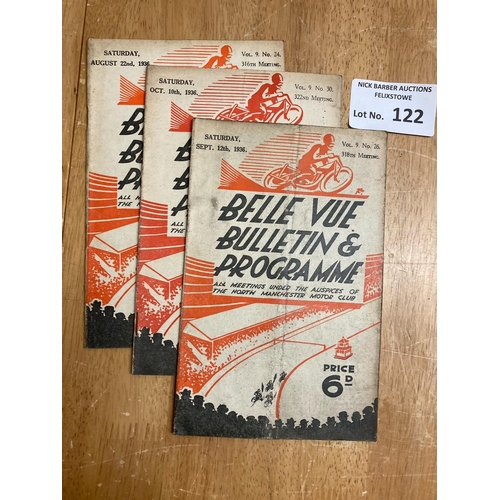 SATURDAY,
AUGUST 22nd, 1936.
VOL. 9. No. 24.
316TH MEETING.
SATURDAY,
OCT. 10th, 1936.
VOL. 9. No. 30.
322ND MEETING.
NICK BARBER AUCTIONS
FELIXSTOWE
Lot No. 122
SATURDAY,
SEPT. 12th, 1936.
VOL. 9. No. 26.
318TH MEETING.
BELLE VUE
BULLETIN &
PROGRAMME
ALL MEETINGS UNDER THE AUSPICES OF
THE NORTH MANCHESTER MOTOR CLUB
PRICE
6D